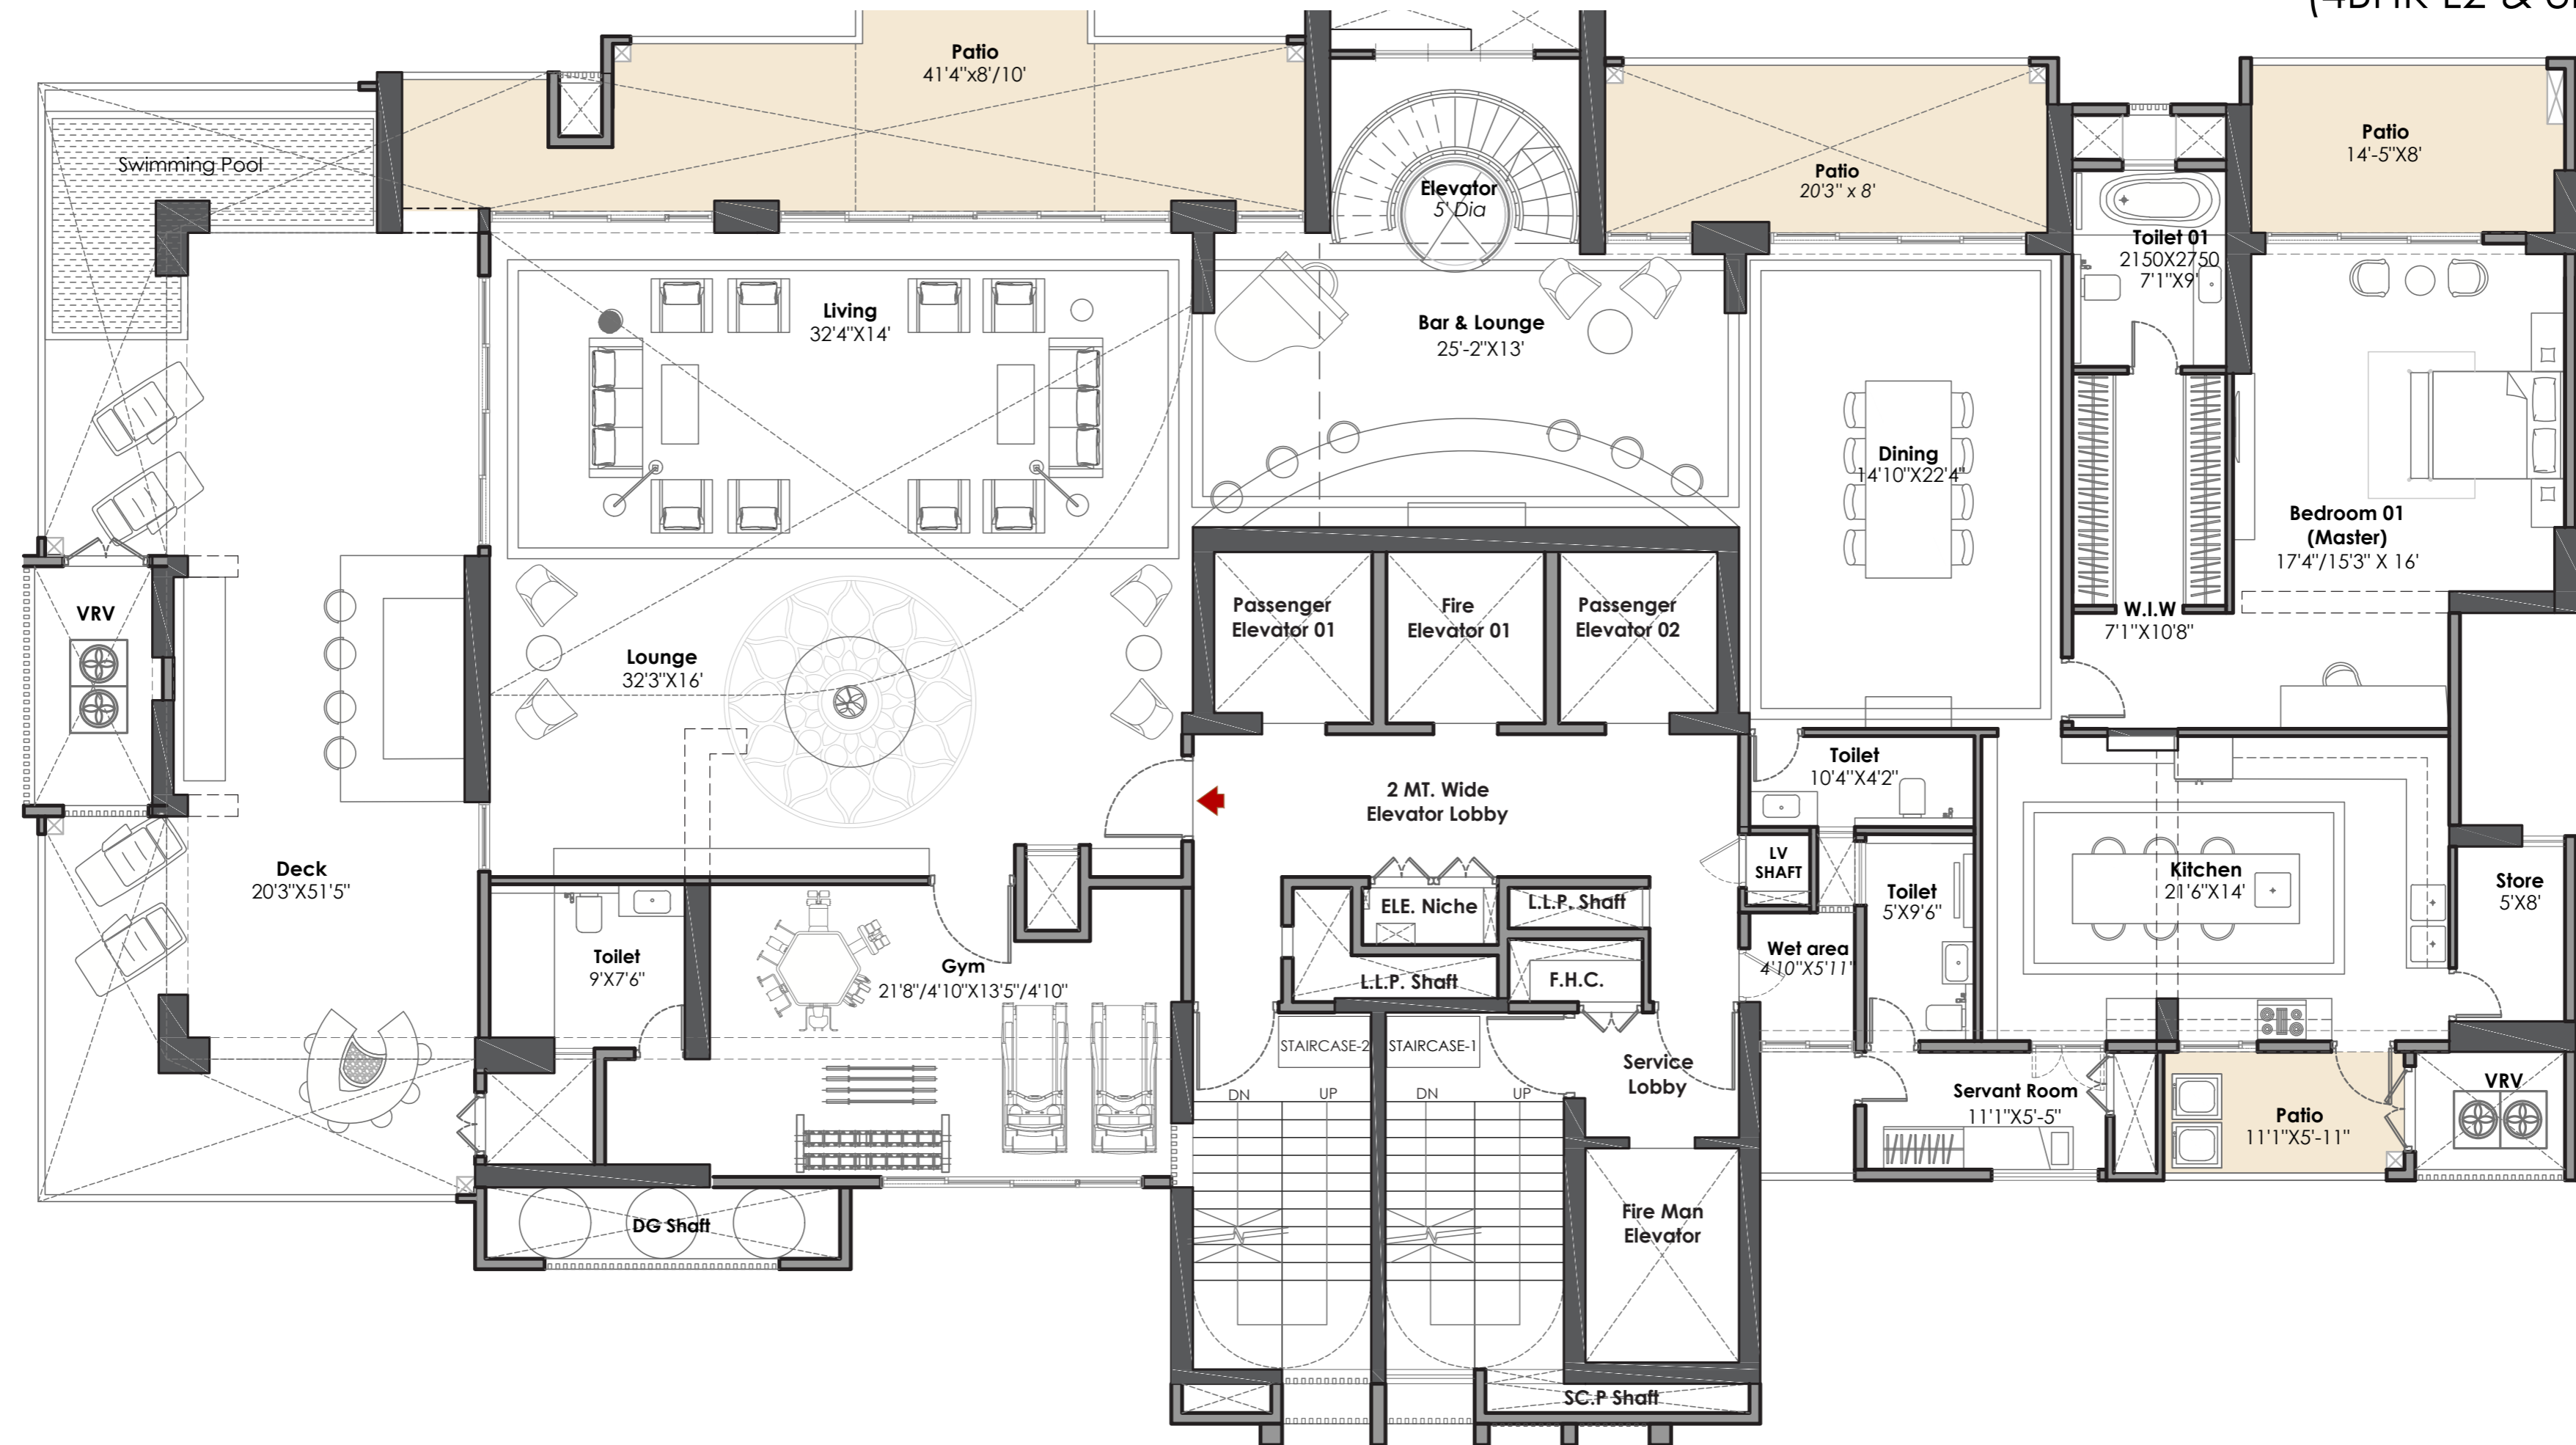 (4BHK L2 &
Patio
41'4"x8'/10'
Swimming Pool
Elevator
5' Dia
Patio
20'3" x 8'
Patio
14'-5"X8'
Toilet 01
2150X2750
7'1"X9'
Living
32'4"X14'
Bar & Lounge
25'-2"X13'
Dining
14'10"X22'4"
Bedroom 01
(Master)
17'4"/15'3" X 16'
VRV
Passenger
Elevator 01
Fire
Elevator 01
Passenger
Elevator 02
W.I.W
7'1"X10'8"
Lounge
32'3"X16'
Toilet
10'4"X4'2"
2 MT. Wide
Elevator Lobby
LV
SHAFT
Deck
20'3"X51'5"
Toilet
5'X9'6"
Kitchen
21'6"X14'
Store
5'X8'
ELE. Niche
L.L.P. Shaft
Toilet
9'X7'6"
Gym
21'8"/4'10"X13'5"/4'10"
L.L.P. Shaft
F.H.C.
Wet area
4'10"X5'11"
STAIRCASE-2
STAIRCASE-1
Service
Lobby
DN
UP
DN
UP
Servant Room
11'1"X5'-5"
Patio
11'1"X5'-11"
VRV
DG Shaft
Fire Man
Elevator
SC.P Shaft